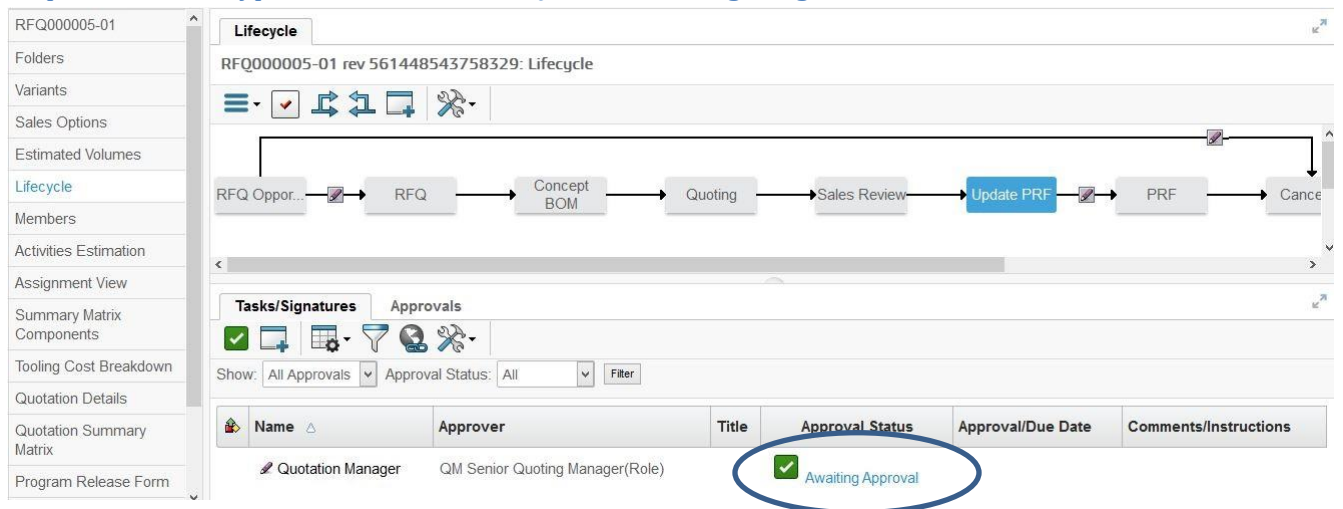 RFQ000005-01
Folders
Variants
Sales Options
Estimated Volumes
Lifecycle
Members
Activities Estimation
Assignment View
Summary Matrix
Components
Tooling Cost Breakdown
Quotation Details
Quotation Summary
Matrix
Program Release Form
Lifecycle
RFQ000005-01 rev 561448543758329: Lifecycle
RFQ Oppor...
RFQ
Concept
BOM
Quoting
Sales Review
Update PRF
PRF
Cance
Tasks/Signatures Approvals
Show: All Approvals Approval Status: All Filter
Name Approver Title Approval Status Approval/Due Date Comments/Instructions
Quotation Manager QM Senior Quoting Manager(Role) Awaiting Approval